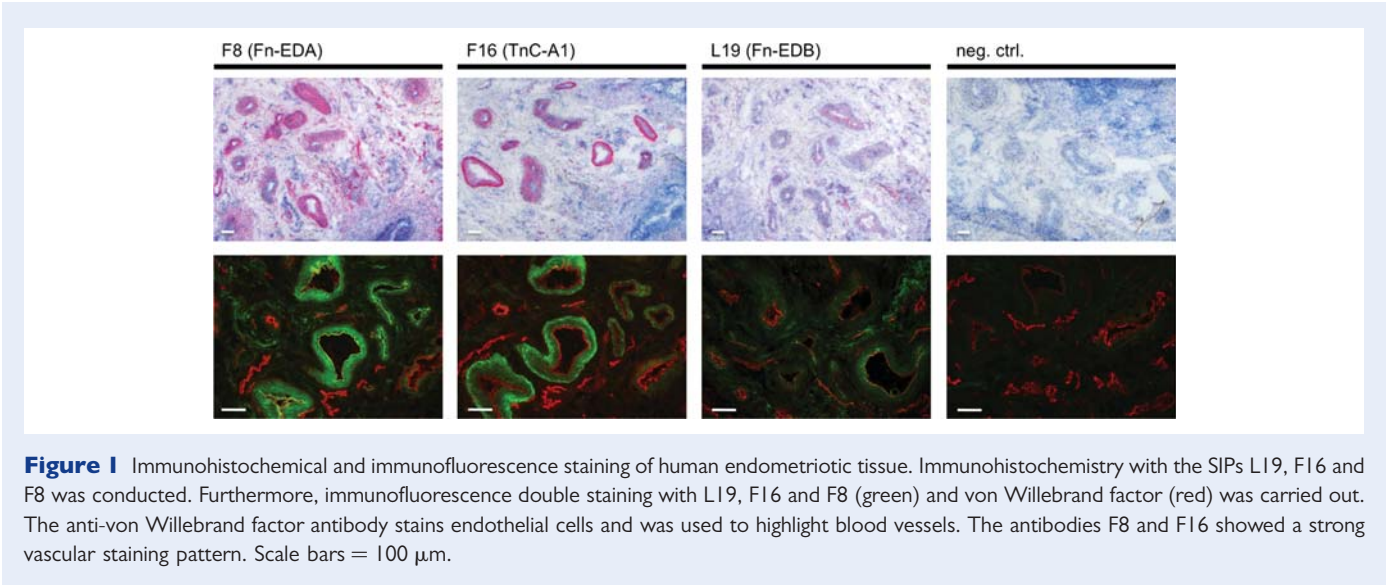 F8 (Fn-EDA)
F16 (TnC-A1)
L19 (Fn-EDB)
neg. ctrl.
Figure 1 Immunohistochemical and immunofluorescence staining of human endometriotic tissue. Immunohistochemistry with the SIPs L19, F16 and
F8 was conducted. Furthermore, immunofluorescence double staining with L19, F16 and F8 (green) and von Willebrand factor (red) was carried out.
The anti-von Willebrand factor antibody stains endothelial cells and was used to highlight blood vessels. The antibodies F8 and F16 showed a strong
vascular staining pattern. Scale bars = 100 μm.